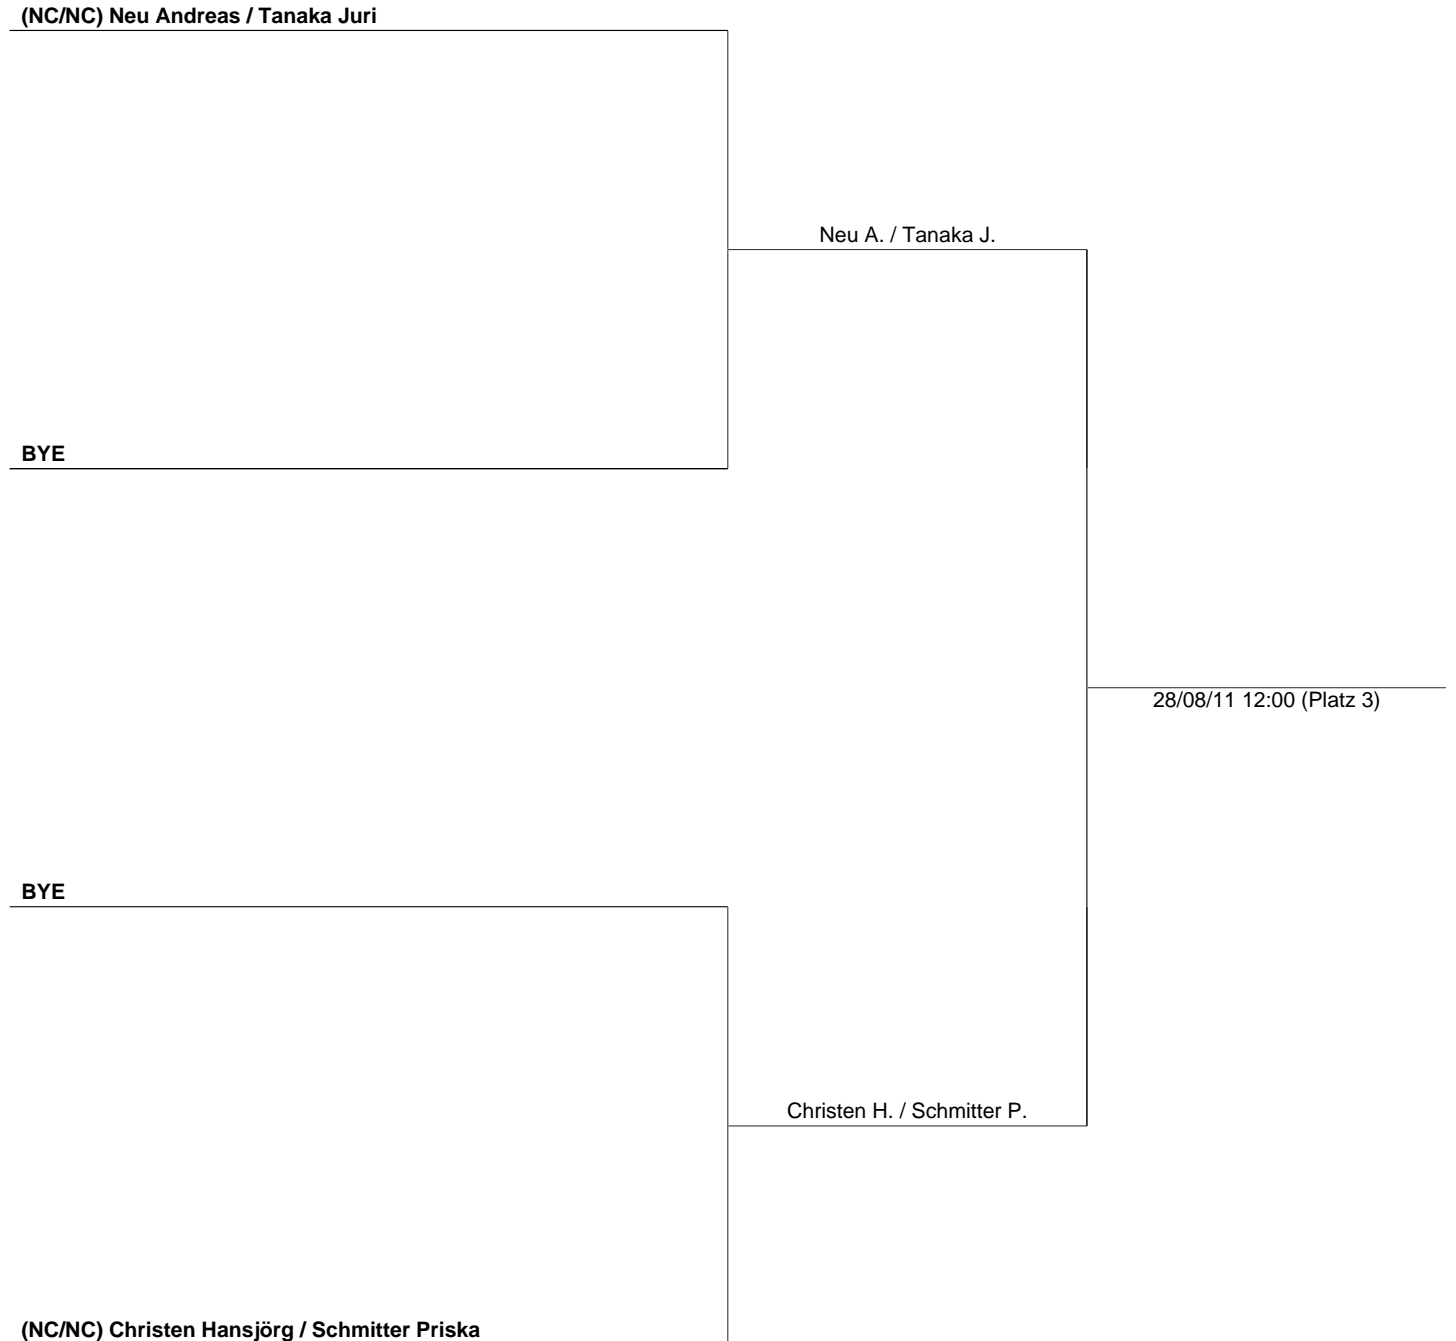 (NC/NC) Neu Andreas / Tanaka Juri
Neu A. / Tanaka J.
BYE
28/08/11 12:00 (Platz 3)
BYE
Christen H. / Schmitter P.
(NC/NC) Christen Hansjörg / Schmitter Priska